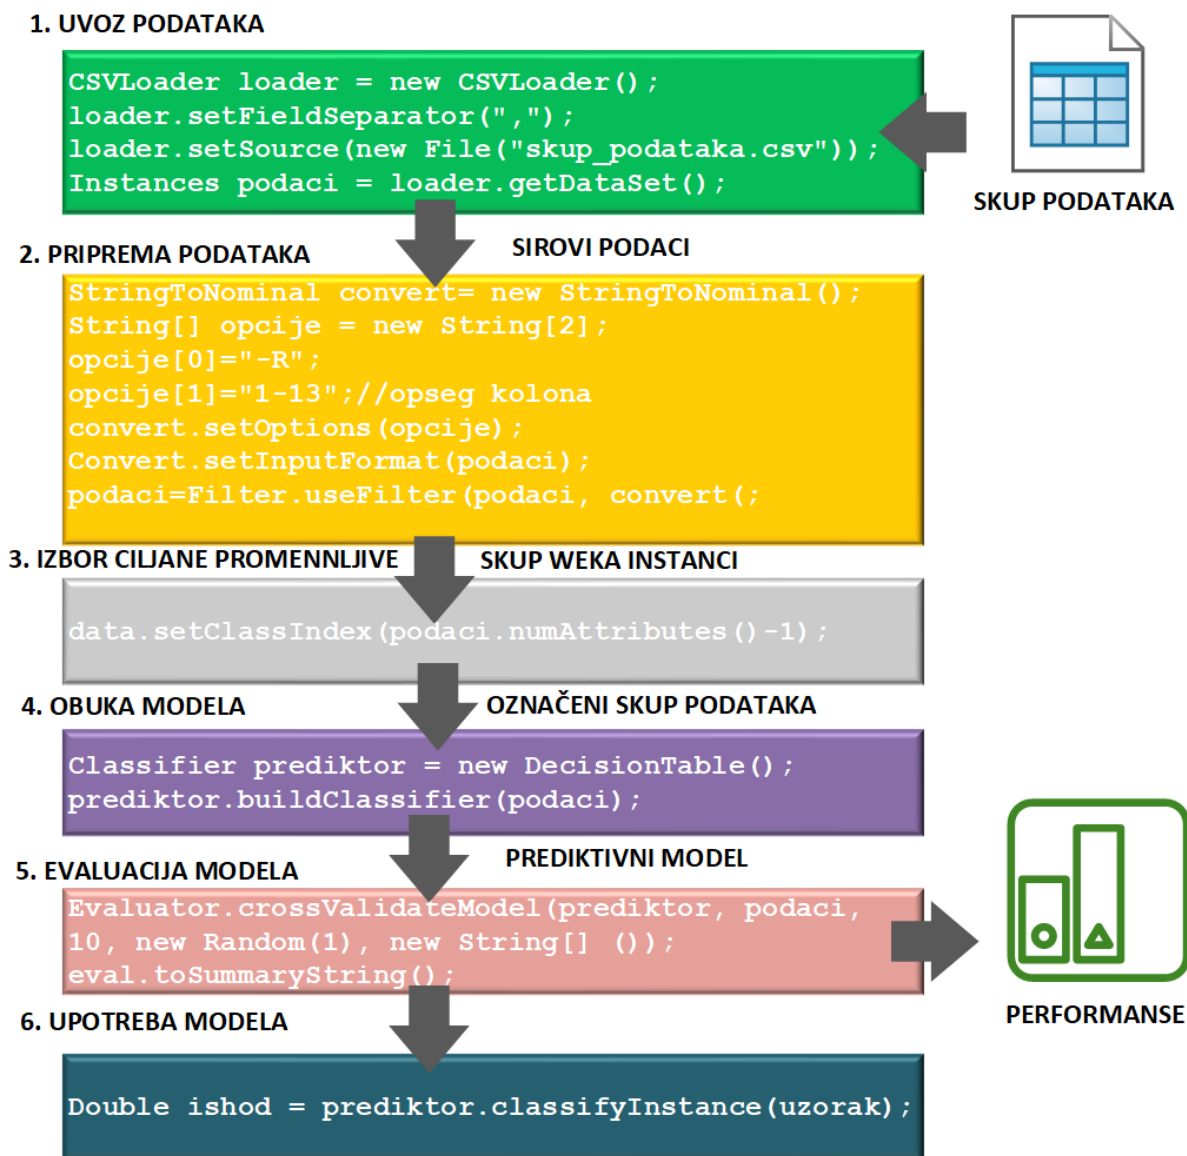 1. UVOZ PODATAKA
CSVLoader loader = new CSVLoader();
loader.setFieldSeparator(",");
loader.setSource(new File("skup_podataka.csv"));
Instances podaci = loader.getDataSet();
SKUP PODATAKA
SIROVI PODACI
2. PRIPREMA PODATAKA
StringToNominal convert= new StringToNominal();
String[] opcije = new String[2];
opcije[0]="-R";
opcije[1]="1-13";//opseg kolona
convert.setOptions(opcije);
Convert.setInputFormat(podaci);
podaci=Filter.useFilter(podaci, convert(;
3. IZBOR CILJANE PROMENNLJIVE
SKUP WEKA INSTANCI
data.setClassIndex(podaci.numAttributes()-1);
4. OBUKA MODELA
OZNAČENI SKUP PODATAKA
Classifier prediktor = new DecisionTable();
prediktor.buildClassifier(podaci);
PREDIKTIVNI MODEL
5. EVALUACIJA MODELA
Evaluator.crossValidateModel(prediktor, podaci,
10, new Random(1), new String[] ());
eval.toSummaryString();
PERFORMANSE
6. UPOTREBA MODELA
Double ishod = prediktor.classifyInstance(uzorak);